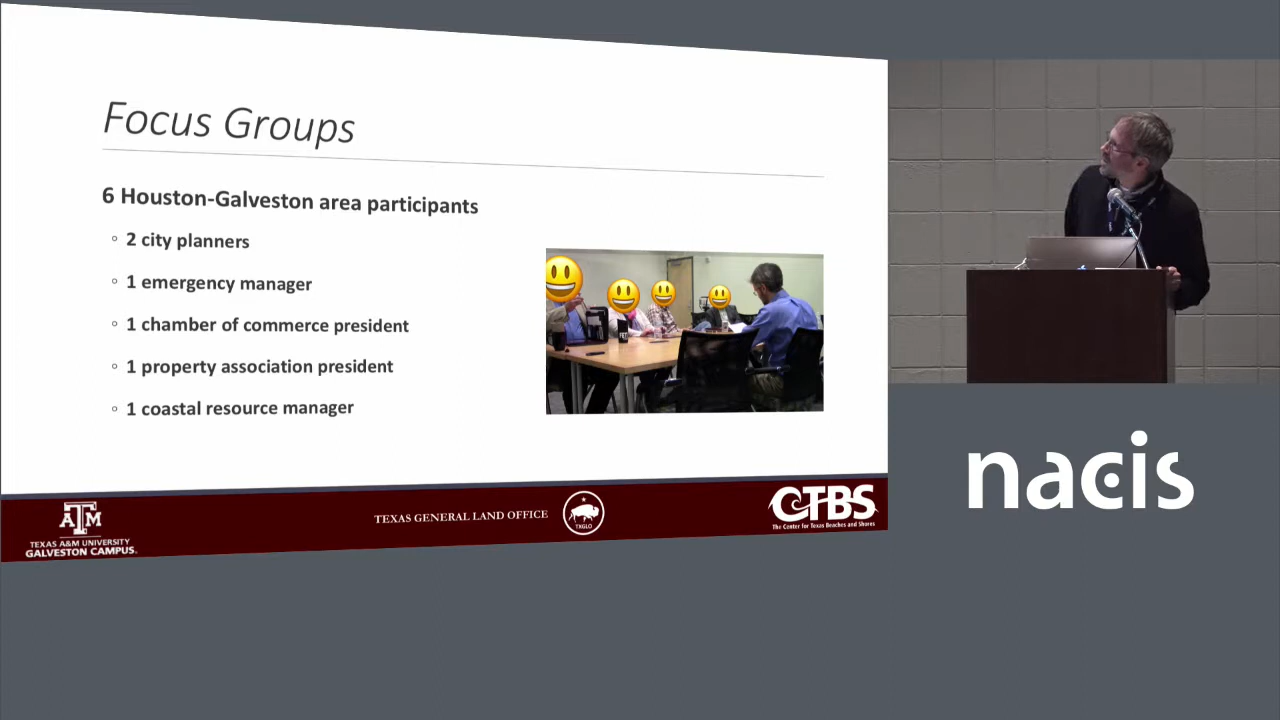 Focus Groups
6 Houston-Galveston area participants
◦ 2 city planners
◦ 1 emergency manager
◦ 1 chamber of commerce president
◦ 1 property association president
◦ 1 coastal resource manager
ATM
TEXAS A&M UNIVERSITY
GALVESTON CAMPUS.
TEXAS GENERAL LAND OFFICE
TXGLO
CTBS
The Center for Texas Beaches and Shores
nacis